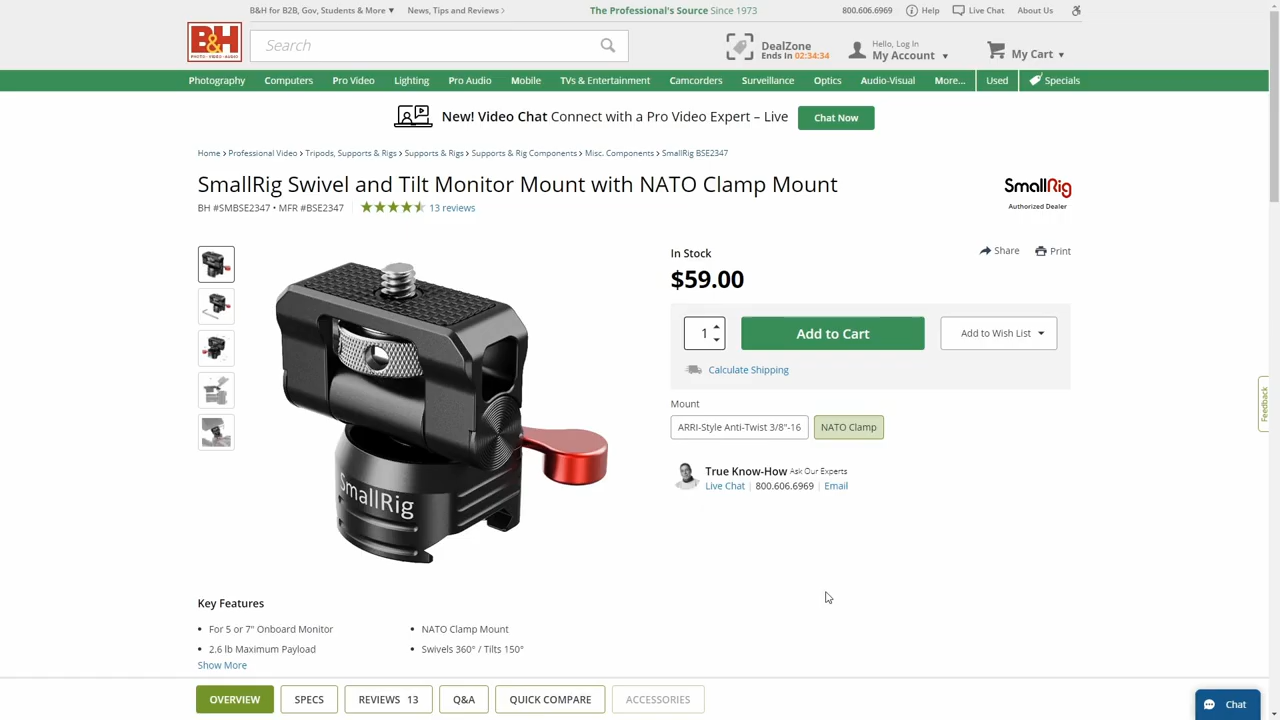 B&H for B2B, Gov, Students & More ▾ News, Tips and Reviews › The Professional's Source Since 1973 800.606.6969 Help Live Chat About Us
B&H
PHOTO · VIDEO · AUDIO
Search
DealZone
Ends In 02:34:34
Hello, Log In
My Account ▾
My Cart ▾
Photography Computers Pro Video Lighting Pro Audio Mobile TVs & Entertainment Camcorders Surveillance Optics Audio-Visual More... Used Specials
New! Video Chat Connect with a Pro Video Expert – Live Chat Now
Home › Professional Video › Tripods, Supports & Rigs › Supports & Rigs › Supports & Rig Components › Misc. Components › SmallRig BSE2347
SmallRig Swivel and Tilt Monitor Mount with NATO Clamp Mount
BH #SMBSE2347 • MFR #BSE2347 13 reviews
SmallRig
Authorized Dealer
In Stock
Share Print
$59.00
1 Add to Cart Add to Wish List
Calculate Shipping
Mount
ARRI-Style Anti-Twist 3/8"-16 NATO Clamp
True Know-How Ask Our Experts
Live Chat 800.606.6969 Email
SmallRig
Feedback
Key Features
• For 5 or 7" Onboard Monitor
• NATO Clamp Mount
• 2.6 lb Maximum Payload
• Swivels 360° / Tilts 150°
Show More
OVERVIEW SPECS REVIEWS 13 Q&A QUICK COMPARE ACCESSORIES
Chat